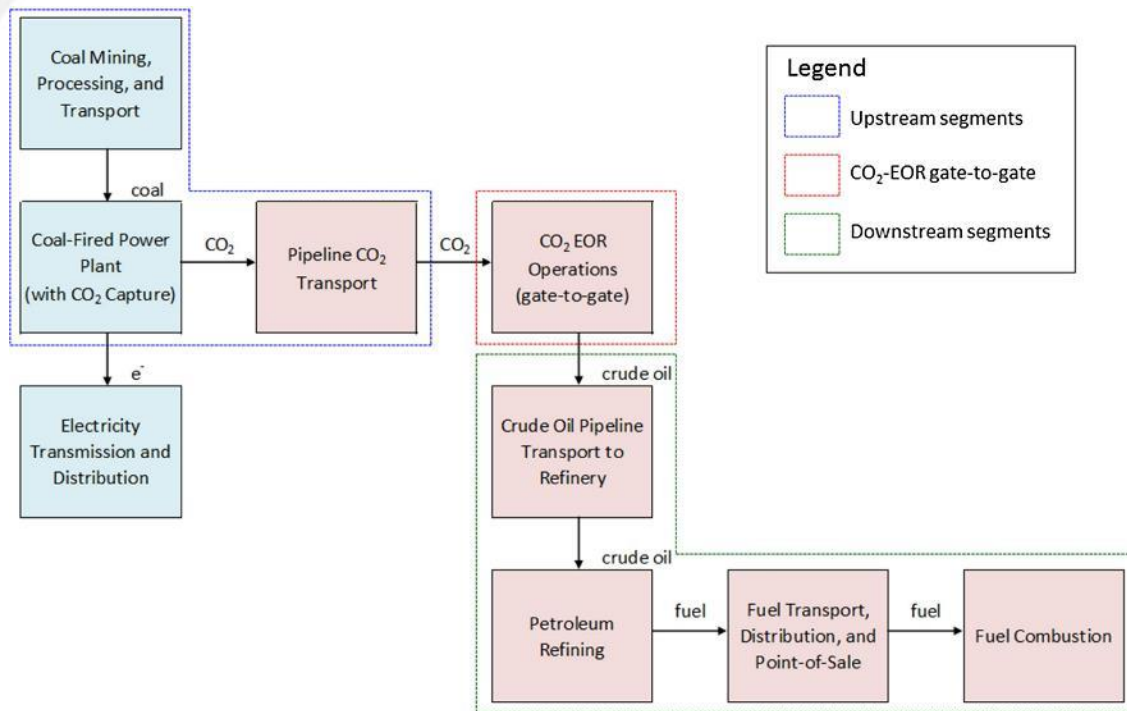 Coal Mining,
Processing, and
Transport
Legend
Upstream segments
CO₂-EOR gate-to-gate
Downstream segments
coal
Coal-Fired Power
Plant
(with CO₂ Capture)
CO₂
Pipeline CO₂
Transport
CO₂
CO₂ EOR
Operations
(gate-to-gate)
e⁻
crude oil
Electricity
Transmission and
Distribution
Crude Oil Pipeline
Transport to
Refinery
crude oil
Petroleum
Refining
fuel
Fuel Transport,
Distribution, and
Point-of-Sale
fuel
Fuel Combustion